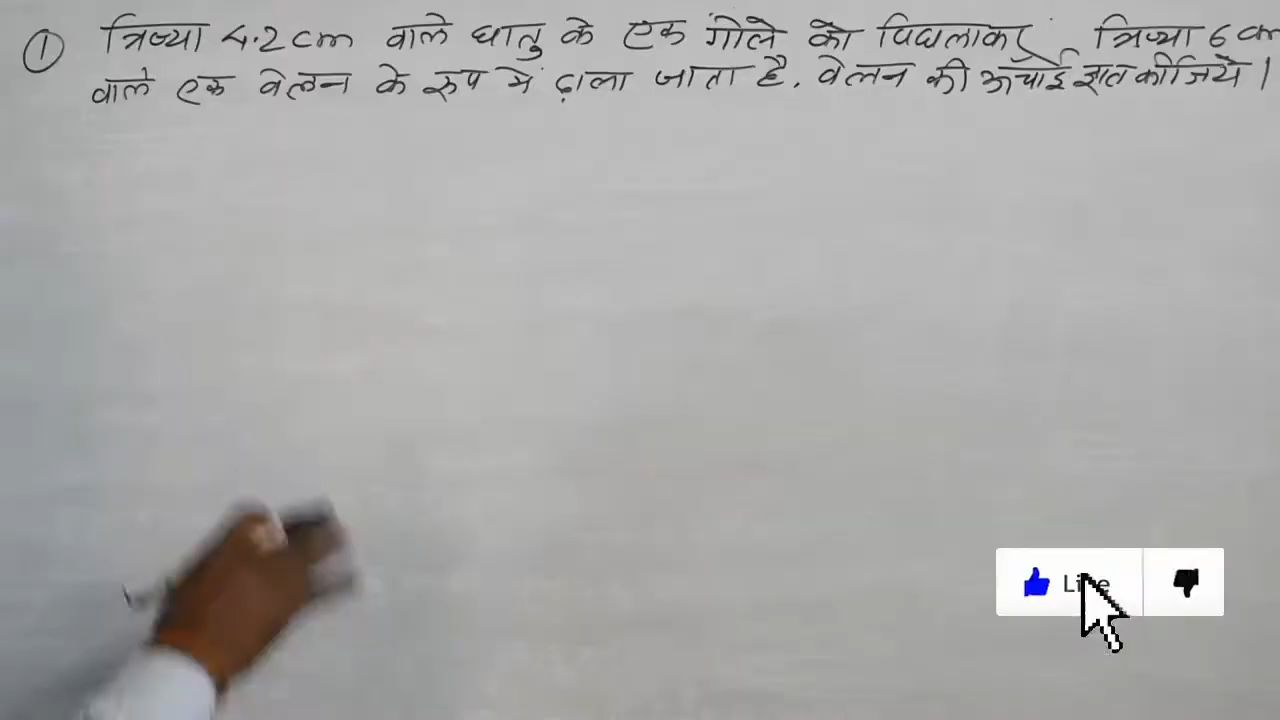 ① त्रिज्या 4.2 cm वाले धातु के एक गोले को पिघलाकर त्रिज्या 6 cm
वाले एक बेलन के रूप में ढ़ाला जाता है. बेलन की ऊँचाई ज्ञात कीजिये।
Like